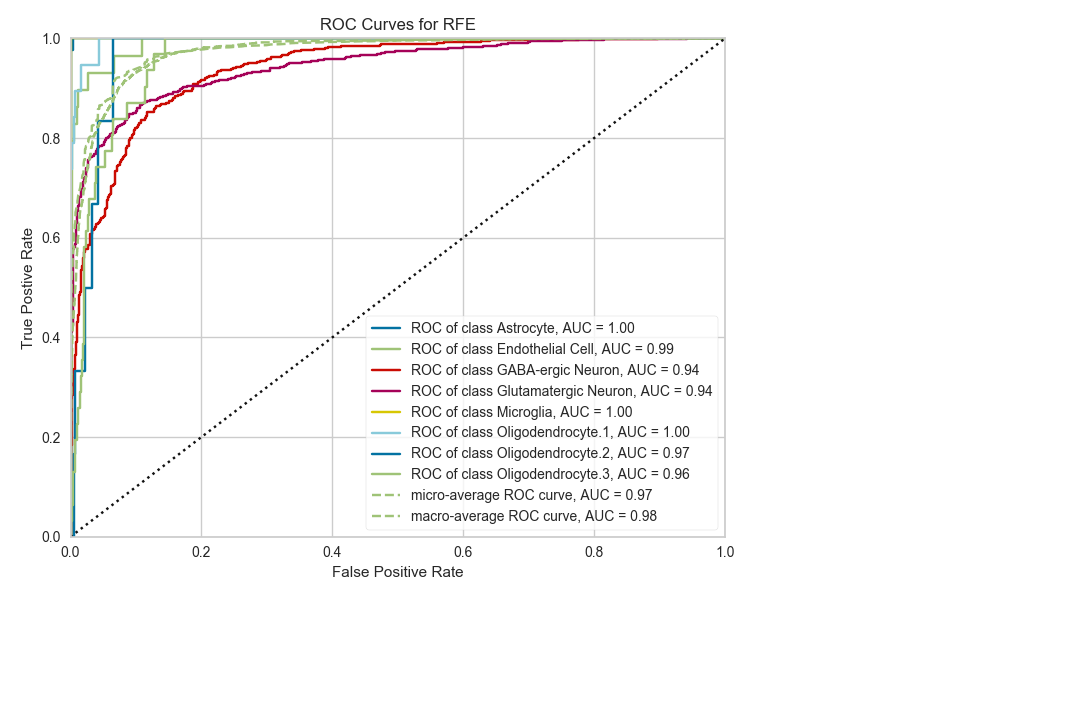 ROC Curves for RFE
1.0
0.8
0.6
0.4
0.2
0.0
True Postive Rate
ROC of class Astrocyte, AUC = 1.00
ROC of class Endothelial Cell, AUC = 0.99
ROC of class GABA-ergic Neuron, AUC = 0.94
ROC of class Glutamatergic Neuron, AUC = 0.94
ROC of class Microglia, AUC = 1.00
ROC of class Oligodendrocyte.1, AUC = 1.00
ROC of class Oligodendrocyte.2, AUC = 0.97
ROC of class Oligodendrocyte.3, AUC = 0.96
micro-average ROC curve, AUC = 0.97
macro-average ROC curve, AUC = 0.98
0.0 0.2 0.4 0.6 0.8 1.0
False Positive Rate